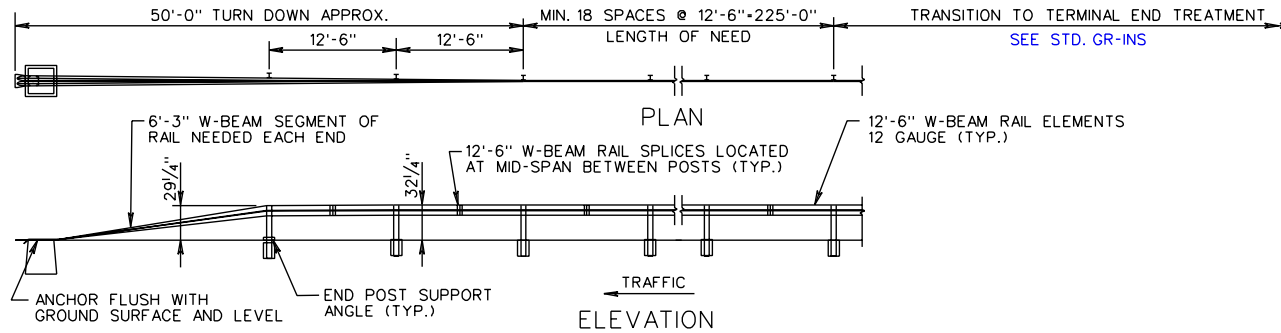 50'-0" TURN DOWN APPROX.
MIN. 18 SPACES @ 12'-6"=225'-0"
LENGTH OF NEED
TRANSITION TO TERMINAL END TREATMENT
SEE STD. GR-INS
12'-6"
12'-6"
PLAN
6'-3" W-BEAM SEGMENT OF
RAIL NEEDED EACH END
12'-6" W-BEAM RAIL SPLICES LOCATED
AT MID-SPAN BETWEEN POSTS (TYP.)
12'-6" W-BEAM RAIL ELEMENTS
12 GAUGE (TYP.)
29¼"
32¼"
ANCHOR FLUSH WITH
GROUND SURFACE AND LEVEL
END POST SUPPORT
ANGLE (TYP.)
TRAFFIC
ELEVATION